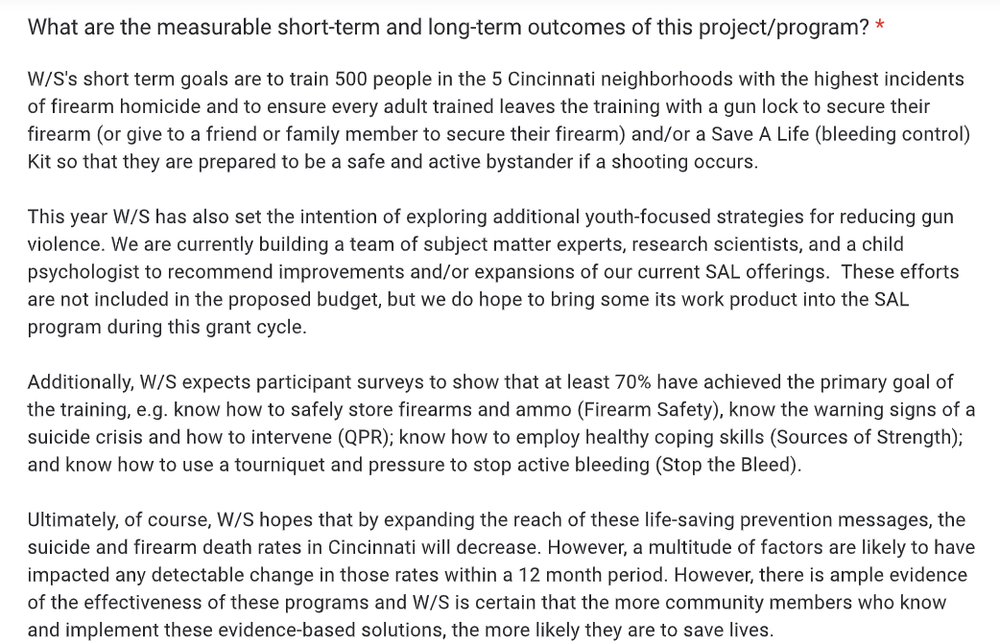 What are the measurable short-term and long-term outcomes of this project/program? *
W/S's short term goals are to train 500 people in the 5 Cincinnati neighborhoods with the highest incidents
of firearm homicide and to ensure every adult trained leaves the training with a gun lock to secure their
firearm (or give to a friend or family member to secure their firearm) and/or a Save A Life (bleeding control)
Kit so that they are prepared to be a safe and active bystander if a shooting occurs.
This year W/S has also set the intention of exploring additional youth-focused strategies for reducing gun
violence. We are currently building a team of subject matter experts, research scientists, and a child
psychologist to recommend improvements and/or expansions of our current SAL offerings.  These efforts
are not included in the proposed budget, but we do hope to bring some its work product into the SAL
program during this grant cycle.
Additionally, W/S expects participant surveys to show that at least 70% have achieved the primary goal of
the training, e.g. know how to safely store firearms and ammo (Firearm Safety), know the warning signs of a
suicide crisis and how to intervene (QPR); know how to employ healthy coping skills (Sources of Strength);
and know how to use a tourniquet and pressure to stop active bleeding (Stop the Bleed).
Ultimately, of course, W/S hopes that by expanding the reach of these life-saving prevention messages, the
suicide and firearm death rates in Cincinnati will decrease. However, a multitude of factors are likely to have
impacted any detectable change in those rates within a 12 month period. However, there is ample evidence
of the effectiveness of these programs and W/S is certain that the more community members who know
and implement these evidence-based solutions, the more likely they are to save lives.